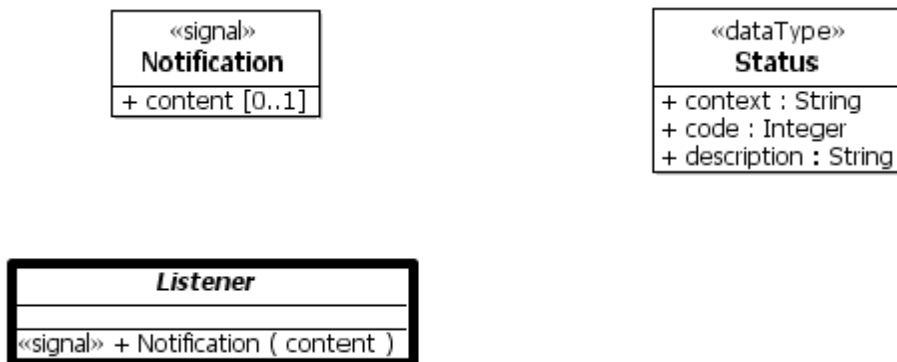 «signal»
Notification
+ content [0..1]
«dataType»
Status
+ context : String
+ code : Integer
+ description : String
Listener
«signal» + Notification ( content )